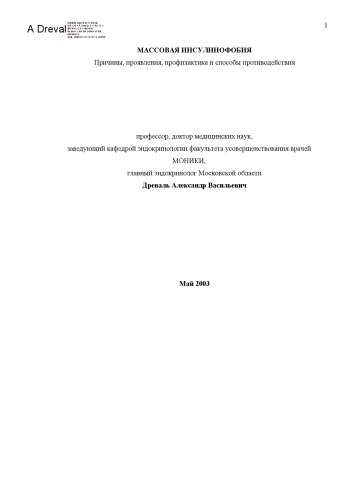 1
A Dreval
МАССОВАЯ ИНСУЛИНОФОБИЯ
Причины, проявления, профилактика и способы противодействия
профессор, доктор медицинских наук,
заведующий кафедрой эндокринологии факультета усовершенствования врачей
МОНИКИ,
главный эндокринолог Московской области
Древаль Александр Васильевич
Май 2003